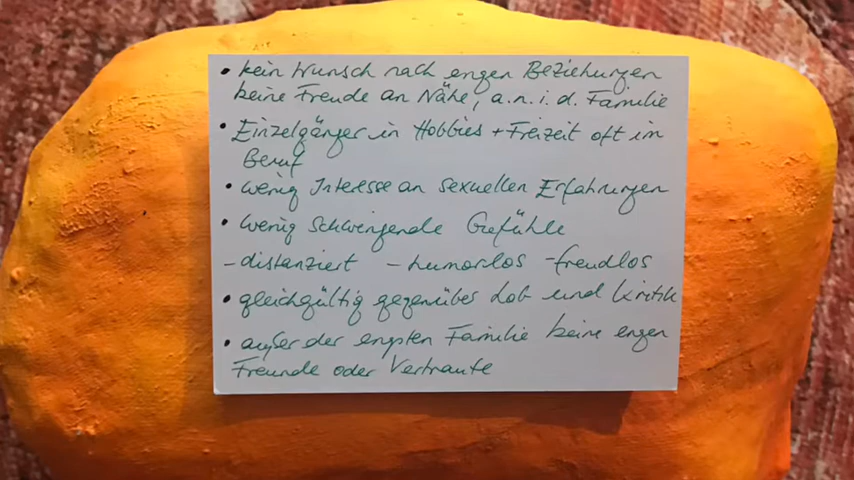 • kein Wunsch nach engen Beziehungen
keine Freude an Nähe, a.n.i.d. Familie
• Einzelgänger in Hobbies + Freizeit oft im
Beruf
• wenig Interesse an sexuellen Erfahrungen
• wenig schwingende Gefühle
- distanziert - humorlos - freudlos
• gleichgültig gegenüber Lob und Kritik
• außer der engsten Familie keine engen
Freunde oder Vertraute